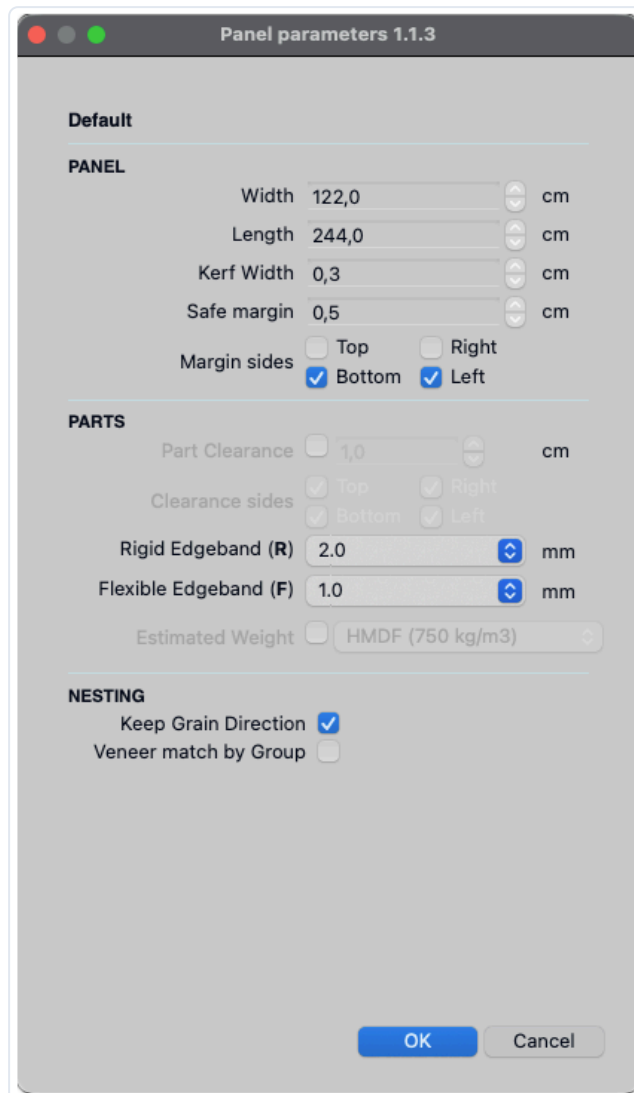 Panel parameters 1.1.3
Default
PANEL
Width 122,0 cm
Length 244,0 cm
Kerf Width 0,3 cm
Safe margin 0,5 cm
Margin sides Top Right
Bottom Left
PARTS
Part Clearance 1,0 cm
Clearance sides Top Right
Bottom Left
Rigid Edgeband (R) 2.0 mm
Flexible Edgeband (F) 1.0 mm
Estimated Weight HMDF (750 kg/m3)
NESTING
Keep Grain Direction
Veneer match by Group
OK Cancel